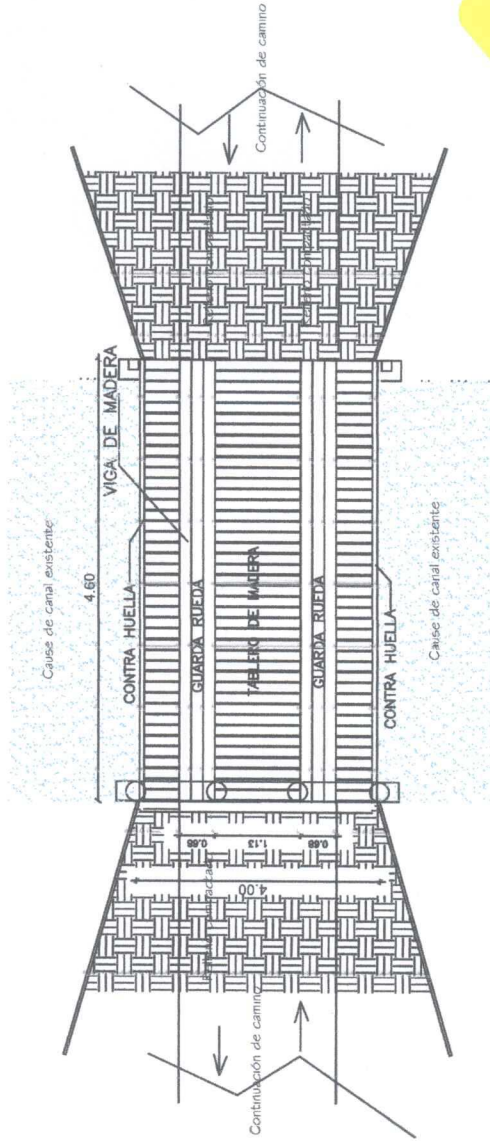 Cause de canal existente
4.60
VIGA DE MADERA
CONTRA HUELLA
GUARDA RUEDA
TABLERO DE MADERA
GUARDA RUEDA
CONTRA HUELLA
Cause de canal existente
Continuación de camino
Continuación de camino
0.68
1.13
0.68
4.00